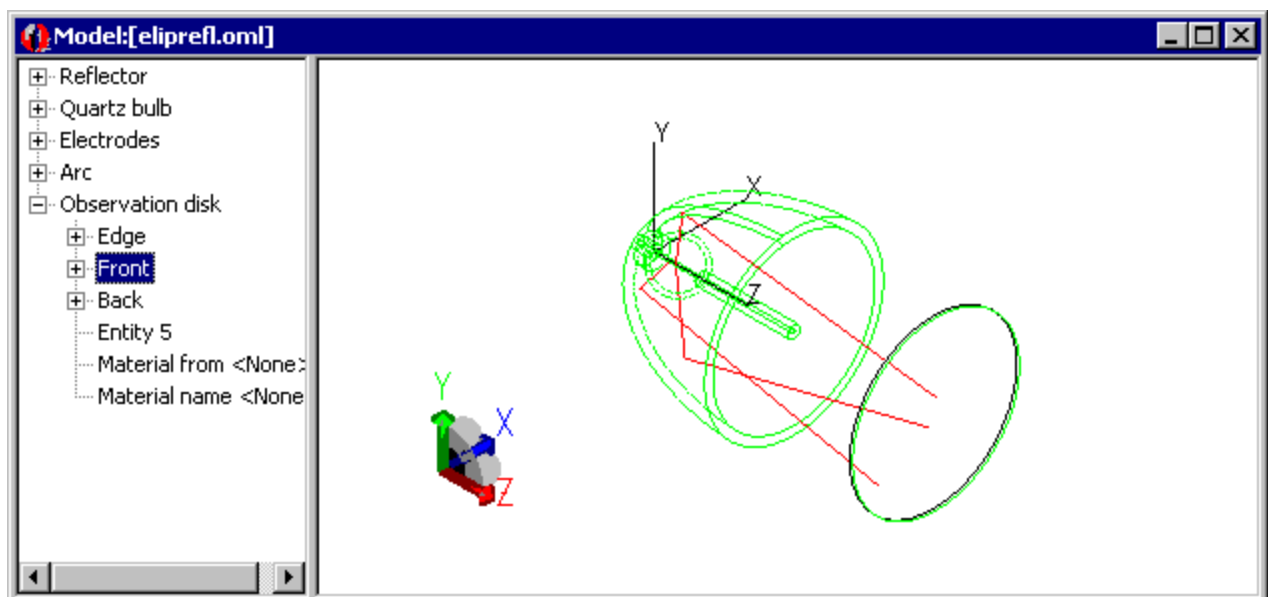 Model:[eliprefl.oml]
Reflector
Quartz bulb
Electrodes
Arc
Observation disk
Edge
Front
Back
Entity 5
Material from <None>
Material name <None
Y
X
Z
Y
X
Z